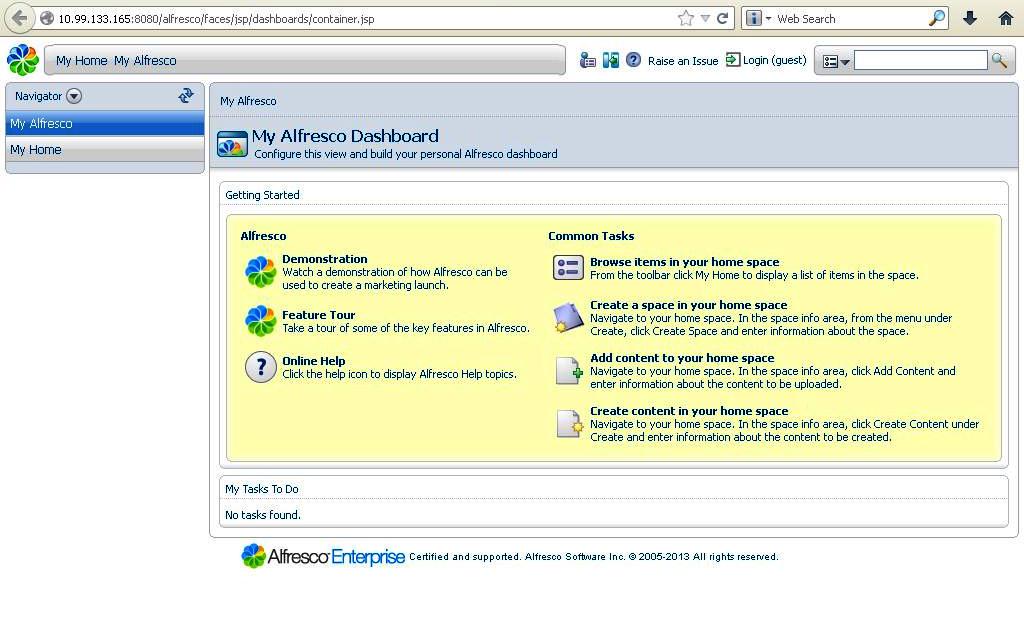 10.99.133.165:8080/alfresco/faces/jsp/dashboards/container.jsp
Web Search
My Home My Alfresco
Raise an Issue
Login (guest)
Navigator
My Alfresco
My Home
My Alfresco
My Alfresco Dashboard
Configure this view and build your personal Alfresco dashboard
Getting Started
Alfresco
Demonstration
Watch a demonstration of how Alfresco can be
used to create a marketing launch.
Feature Tour
Take a tour of some of the key features in Alfresco.
Online Help
Click the help icon to display Alfresco Help topics.
Common Tasks
Browse items in your home space
From the toolbar click My Home to display a list of items in the space.
Create a space in your home space
Navigate to your home space. In the space info area, from the menu under
Create, click Create Space and enter information about the space.
Add content to your home space
Navigate to your home space. In the space info area, click Add Content and
enter information about the content to be uploaded.
Create content in your home space
Navigate to your home space. In the space info area, click Create Content under
Create and enter information about the content to be created.
My Tasks To Do
No tasks found.
Alfresco Enterprise Certified and supported. Alfresco Software Inc. © 2005-2013 All rights reserved.